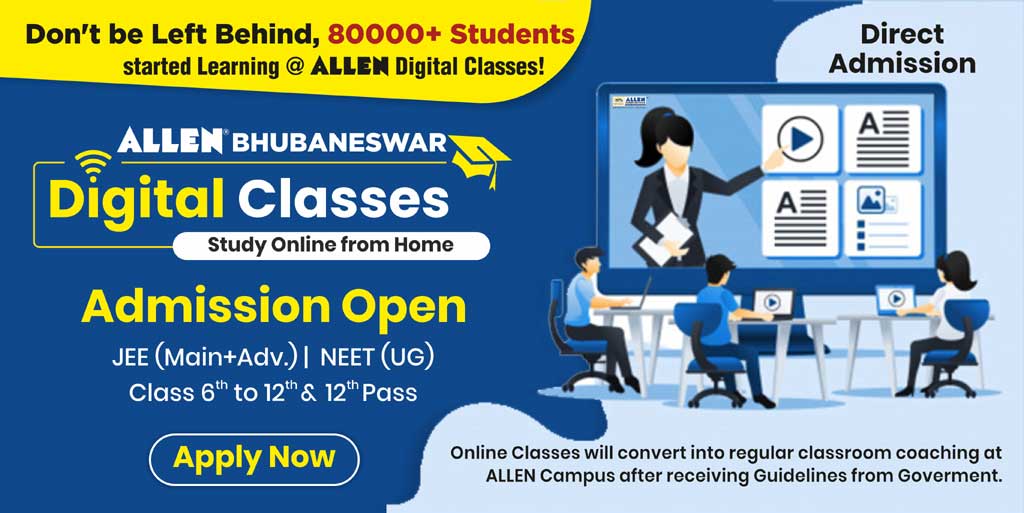 Don't be Left Behind, 80000+ Students
started Learning @ ALLEN Digital Classes!
Direct
Admission
ALLEN® BHUBANESWAR
Digital Classes
Study Online from Home
Admission Open
JEE (Main+Adv.) | NEET (UG)
Class 6th to 12th & 12th Pass
Apply Now
ALLEN
A
A
Online Classes will convert into regular classroom coaching at
ALLEN Campus after receiving Guidelines from Goverment.